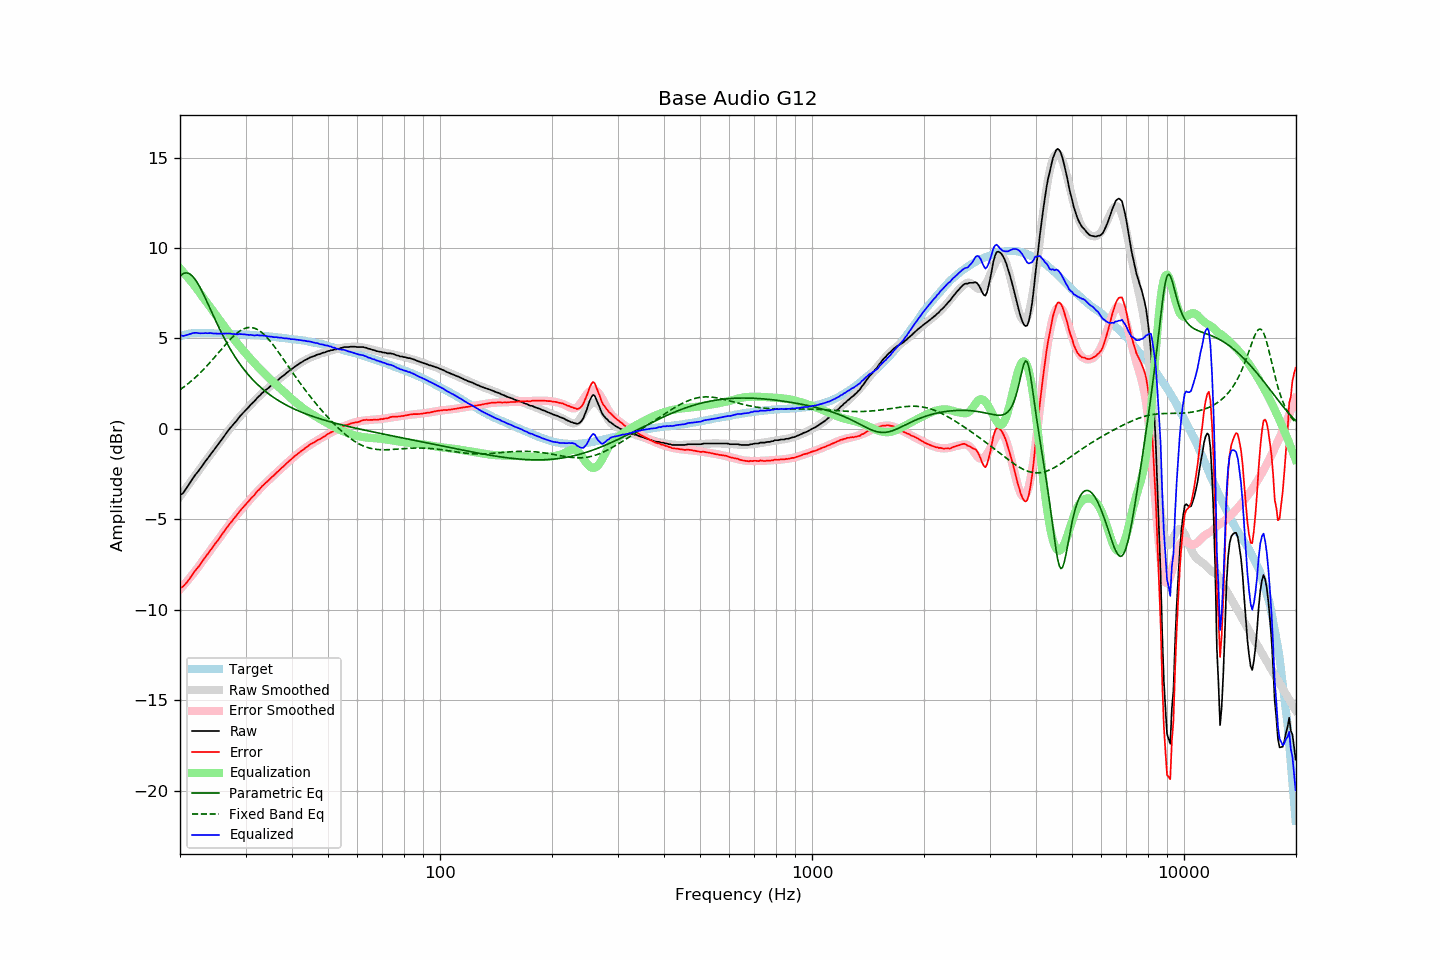 Base Audio G12
Amplitude (dBr)
15
10
5
0
−5
−10
−15
−20
Target
Raw Smoothed
Error Smoothed
Raw
Error
Equalization
Parametric Eq
Fixed Band Eq
Equalized
100
1000
10000
Frequency (Hz)